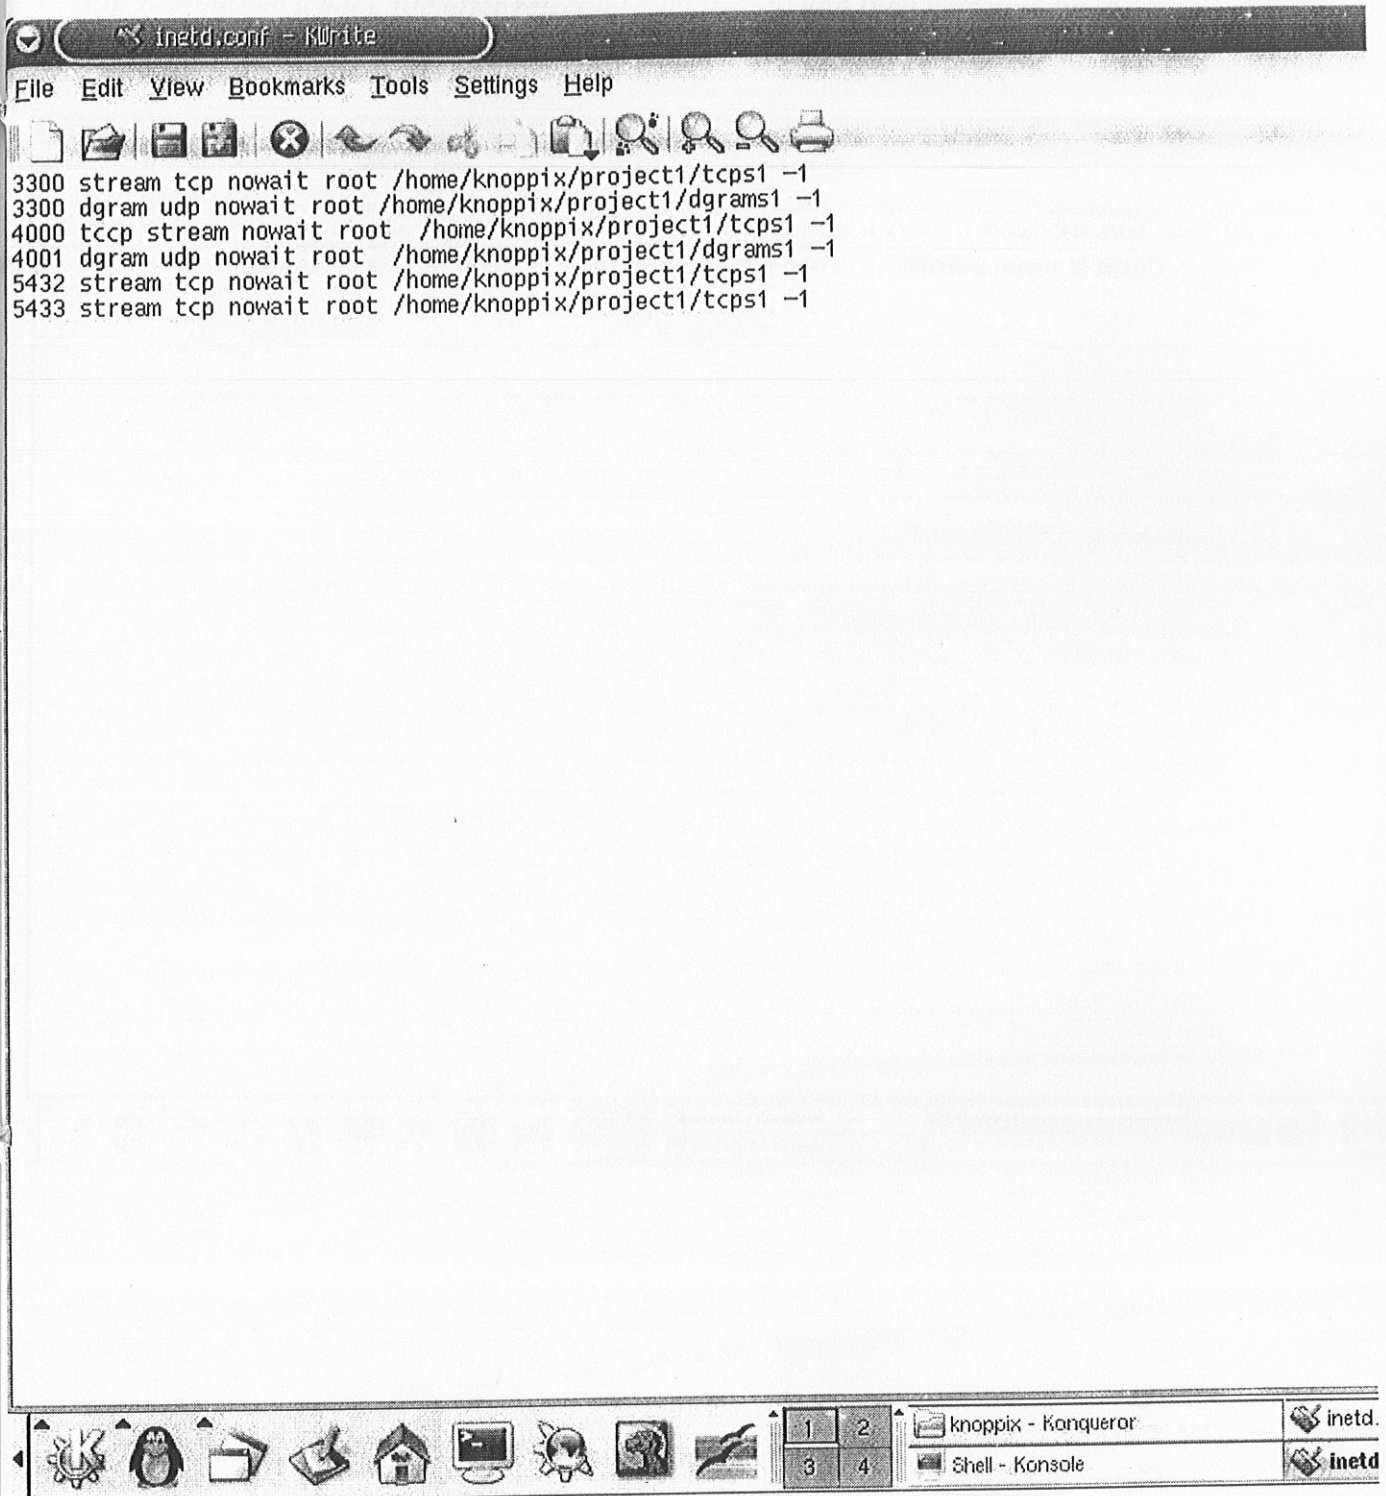 inetd.conf - KWrite
File Edit View Bookmarks Tools Settings Help
3300 stream tcp nowait root /home/knoppix/project1/tcps1 -1
3300 dgram udp nowait root /home/knoppix/project1/dgrams1 -1
4000 tccp stream nowait root  /home/knoppix/project1/tcps1 -1
4001 dgram udp nowait root  /home/knoppix/project1/dgrams1 -1
5432 stream tcp nowait root /home/knoppix/project1/tcps1 -1
5433 stream tcp nowait root /home/knoppix/project1/tcps1 -1
1 2 knoppix - Konqueror inetd.
3 4 Shell - Konsole inetd